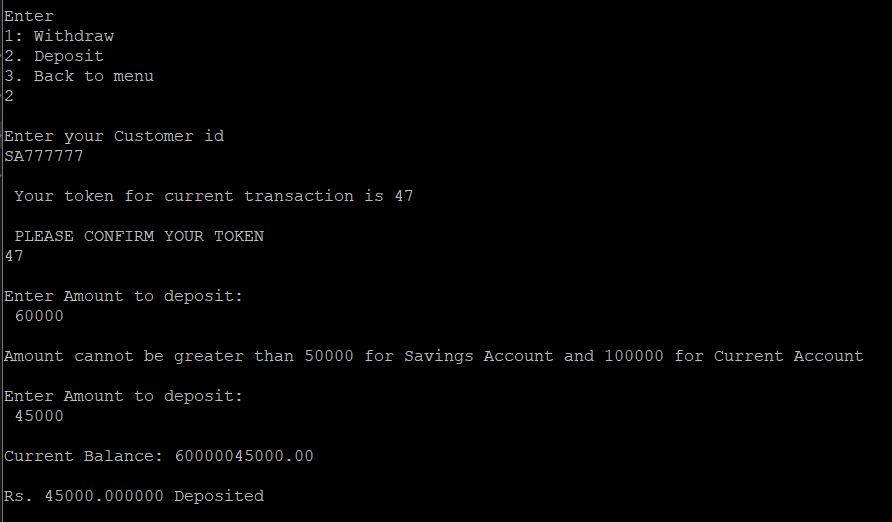 Enter
1: Withdraw
2. Deposit
3. Back to menu
2
Enter your Customer id
SA777777
Your token for current transaction is 47
PLEASE CONFIRM YOUR TOKEN
47
Enter Amount to deposit:
60000
Amount cannot be greater than 50000 for Savings Account and 100000 for Current Account
Enter Amount to deposit:
45000
Current Balance: 60000045000.00
Rs. 45000.000000 Deposited